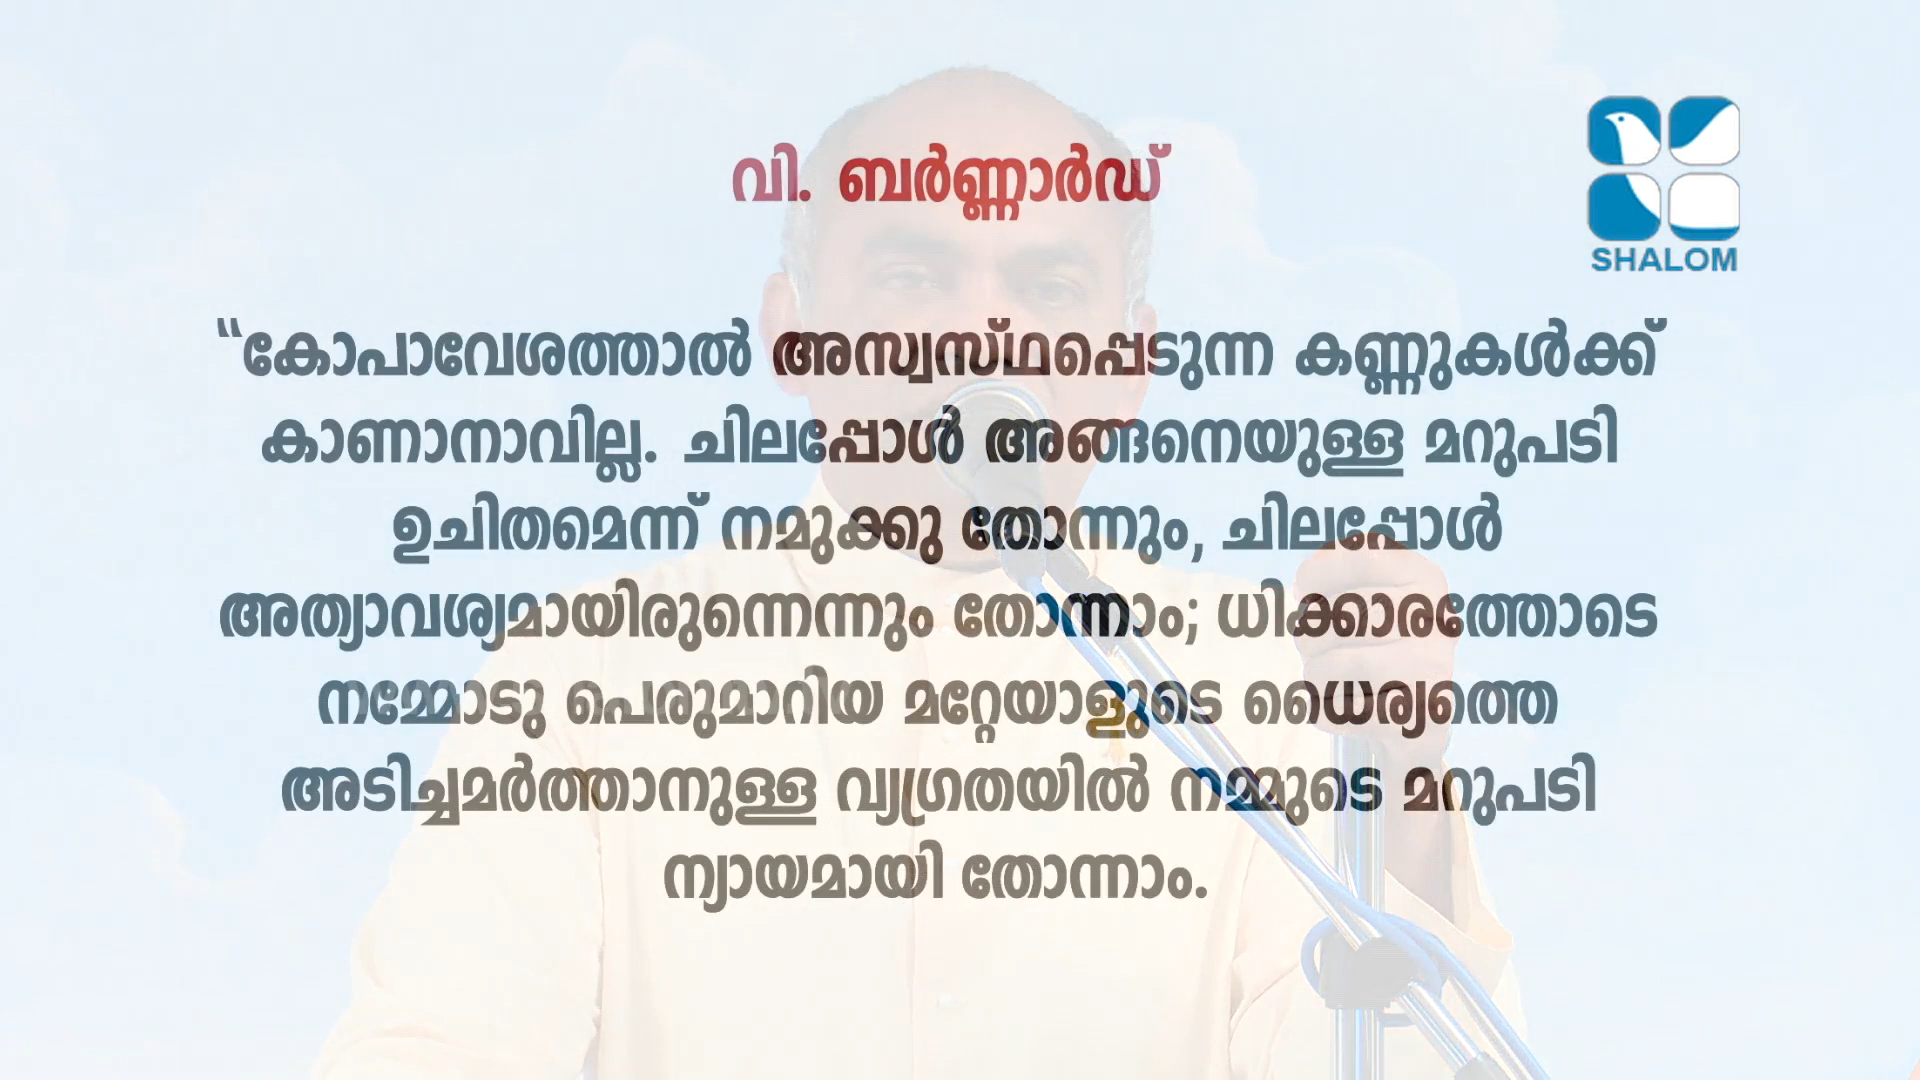 വി. ബർണ്ണാർഡ്
SHALOM
“കോപാവേശത്താൽ അസ്വസ്ഥപ്പെടുന്ന കണ്ണുകൾക്ക്
കാണാനാവില്ല. ചിലപ്പോൾ അങ്ങനെയുള്ള മറുപടി
ഉചിതമെന്ന് നമുക്കു തോന്നും, ചിലപ്പോൾ
അത്യാവശ്യമായിരുന്നെന്നും തോന്നാം; ധിക്കാരത്തോടെ
നമ്മോടു പെരുമാറിയ മറ്റേയാളുടെ ധൈര്യത്തെ
അടിച്ചമർത്താനുള്ള വ്യഗ്രതയിൽ നമ്മുടെ മറുപടി
ന്യായമായി തോന്നാം.